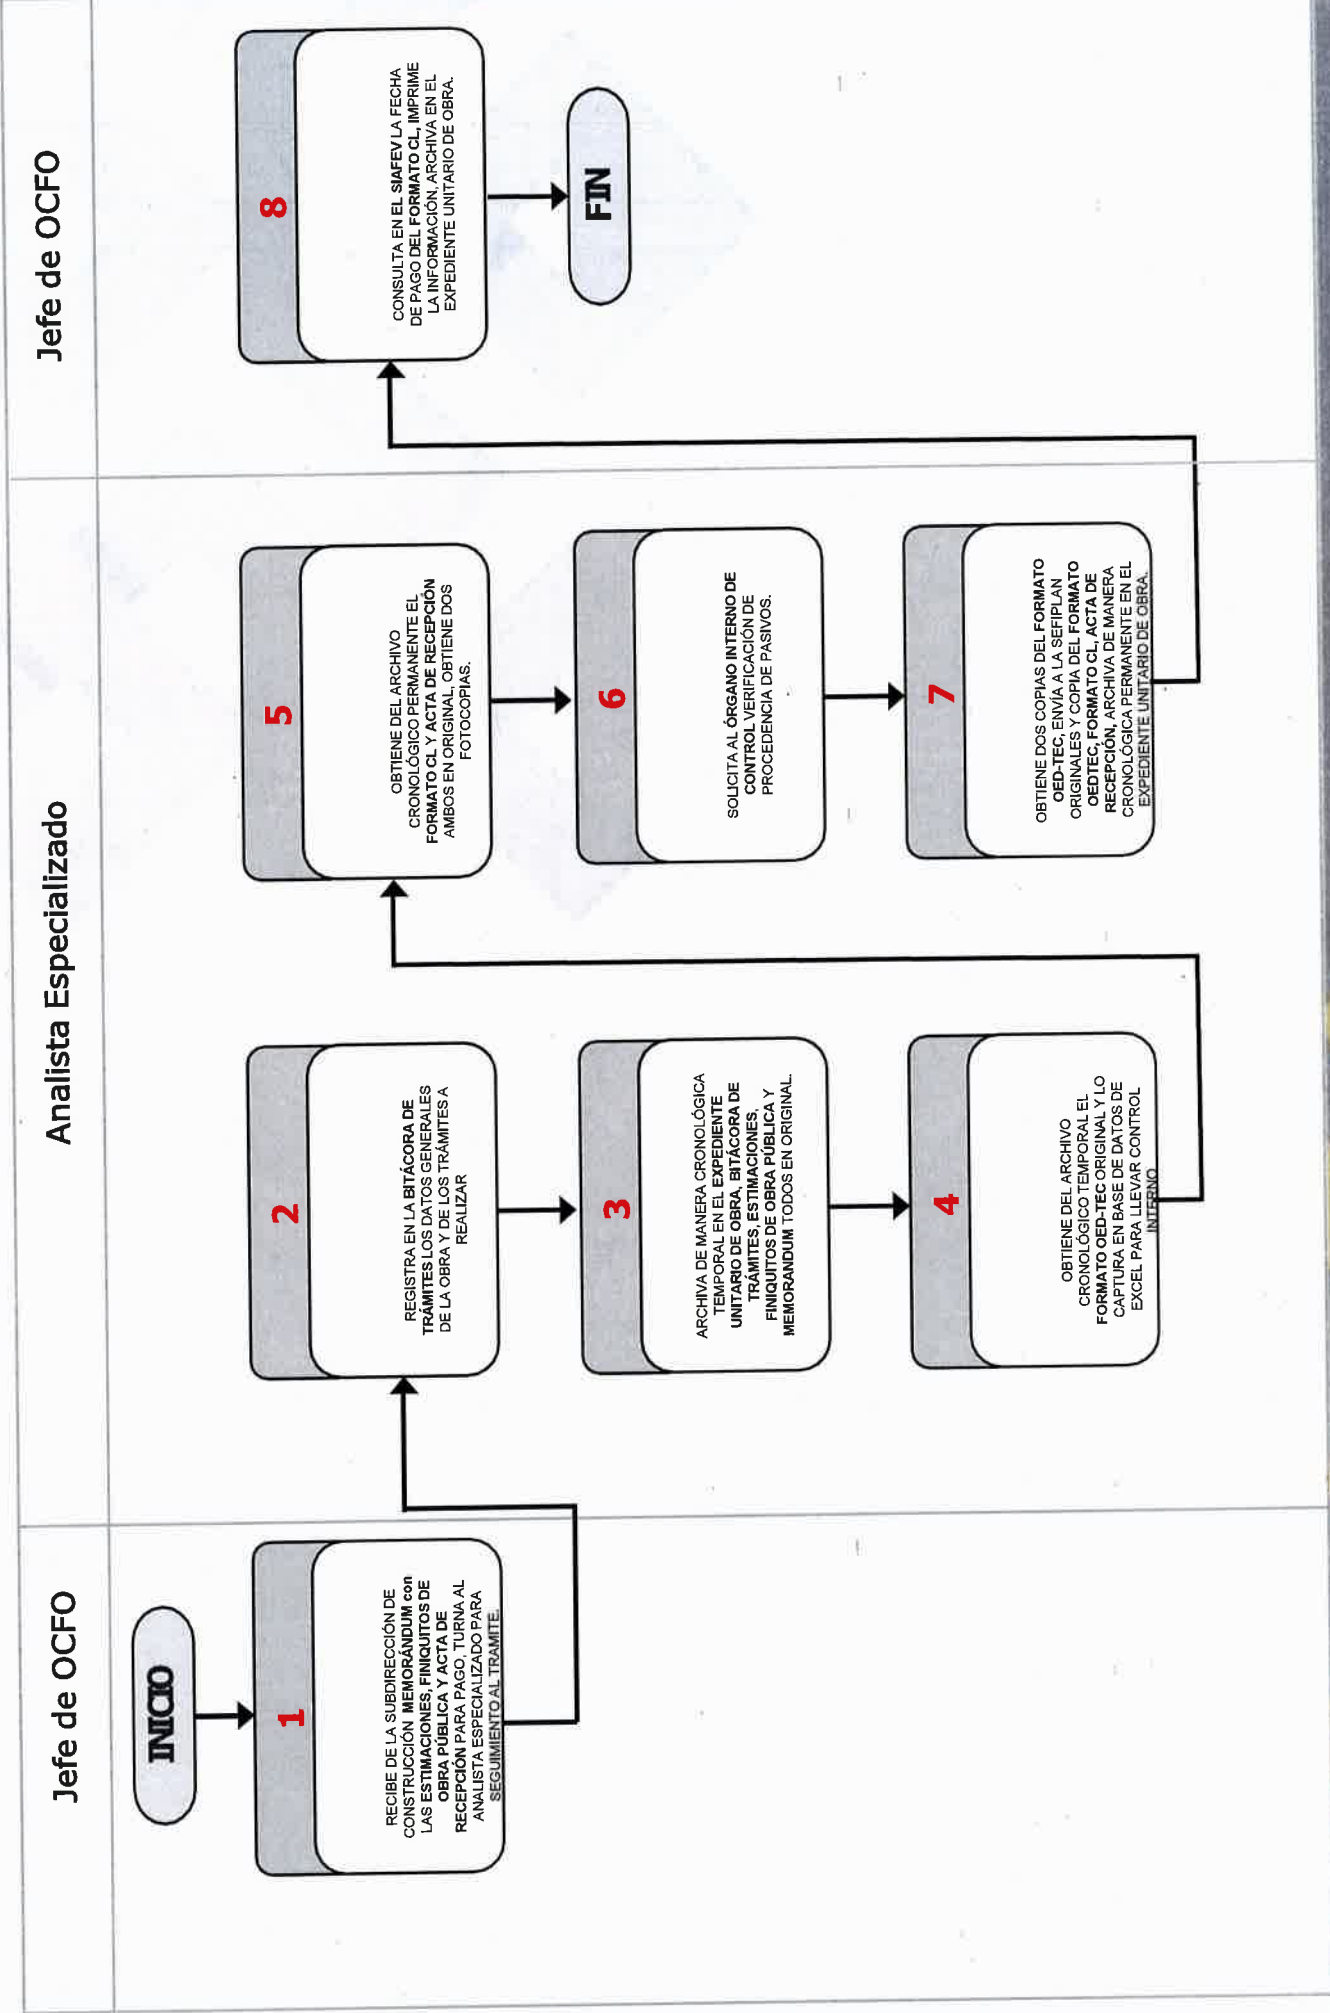 Jefe de OCFO
Analista Especializado
Jefe de OCFO
INICIO
1
RECIBE DE LA SUBDIRECCIÓN DE
CONSTRUCCIÓN MEMORÁNDUM con
LAS ESTIMACIONES, FINIQUITOS DE
OBRA PÚBLICA Y ACTA DE
RECEPCIÓN PARA PAGO, TURNA AL
ANALISTA ESPECIALIZADO PARA
SEGUIMIENTO AL TRAMITE.
2
REGISTRA EN LA BITÁCORA DE
TRÁMITES LOS DATOS GENERALES
DE LA OBRA Y DE LOS TRÁMITES A
REALIZAR
3
ARCHIVA DE MANERA CRONOLÓGICA
TEMPORAL EN EL EXPEDIENTE
UNITARIO DE OBRA, BITÁCORA DE
TRÁMITES, ESTIMACIONES,
FINIQUITOS DE OBRA PÚBLICA Y
MEMORANDUM TODOS EN ORIGINAL.
4
OBTIENE DEL ARCHIVO
CRONOLÓGICO TEMPORAL EL
FORMATO OED-TEC ORIGINAL Y LO
CAPTURA EN BASE DE DATOS DE
EXCEL PARA LLEVAR CONTROL
INTERNO
5
OBTIENE DEL ARCHIVO
CRONOLÓGICO PERMANENTE EL
FORMATO CL Y ACTA DE RECEPCIÓN
AMBOS EN ORIGINAL, OBTIENE DOS
FOTOCOPIAS.
6
SOLICITA AL ÓRGANO INTERNO DE
CONTROL VERIFICACIÓN DE
PROCEDENCIA DE PASIVOS.
7
OBTIENE DOS COPIAS DEL FORMATO
OED-TEC, ENVÍA A LA SEFIPLAN
ORIGINALES Y COPIA DEL FORMATO
OEDTEC, FORMATO CL, ACTA DE
RECEPCIÓN, ARCHIVA DE MANERA
CRONOLÓGICA PERMANENTE EN EL
EXPEDIENTE UNITARIO DE OBRA.
8
CONSULTA EN EL SIAFEV LA FECHA
DE PAGO DEL FORMATO CL, IMPRIME
LA INFORMACIÓN, ARCHIVA EN EL
EXPEDIENTE UNITARIO DE OBRA.
FIN